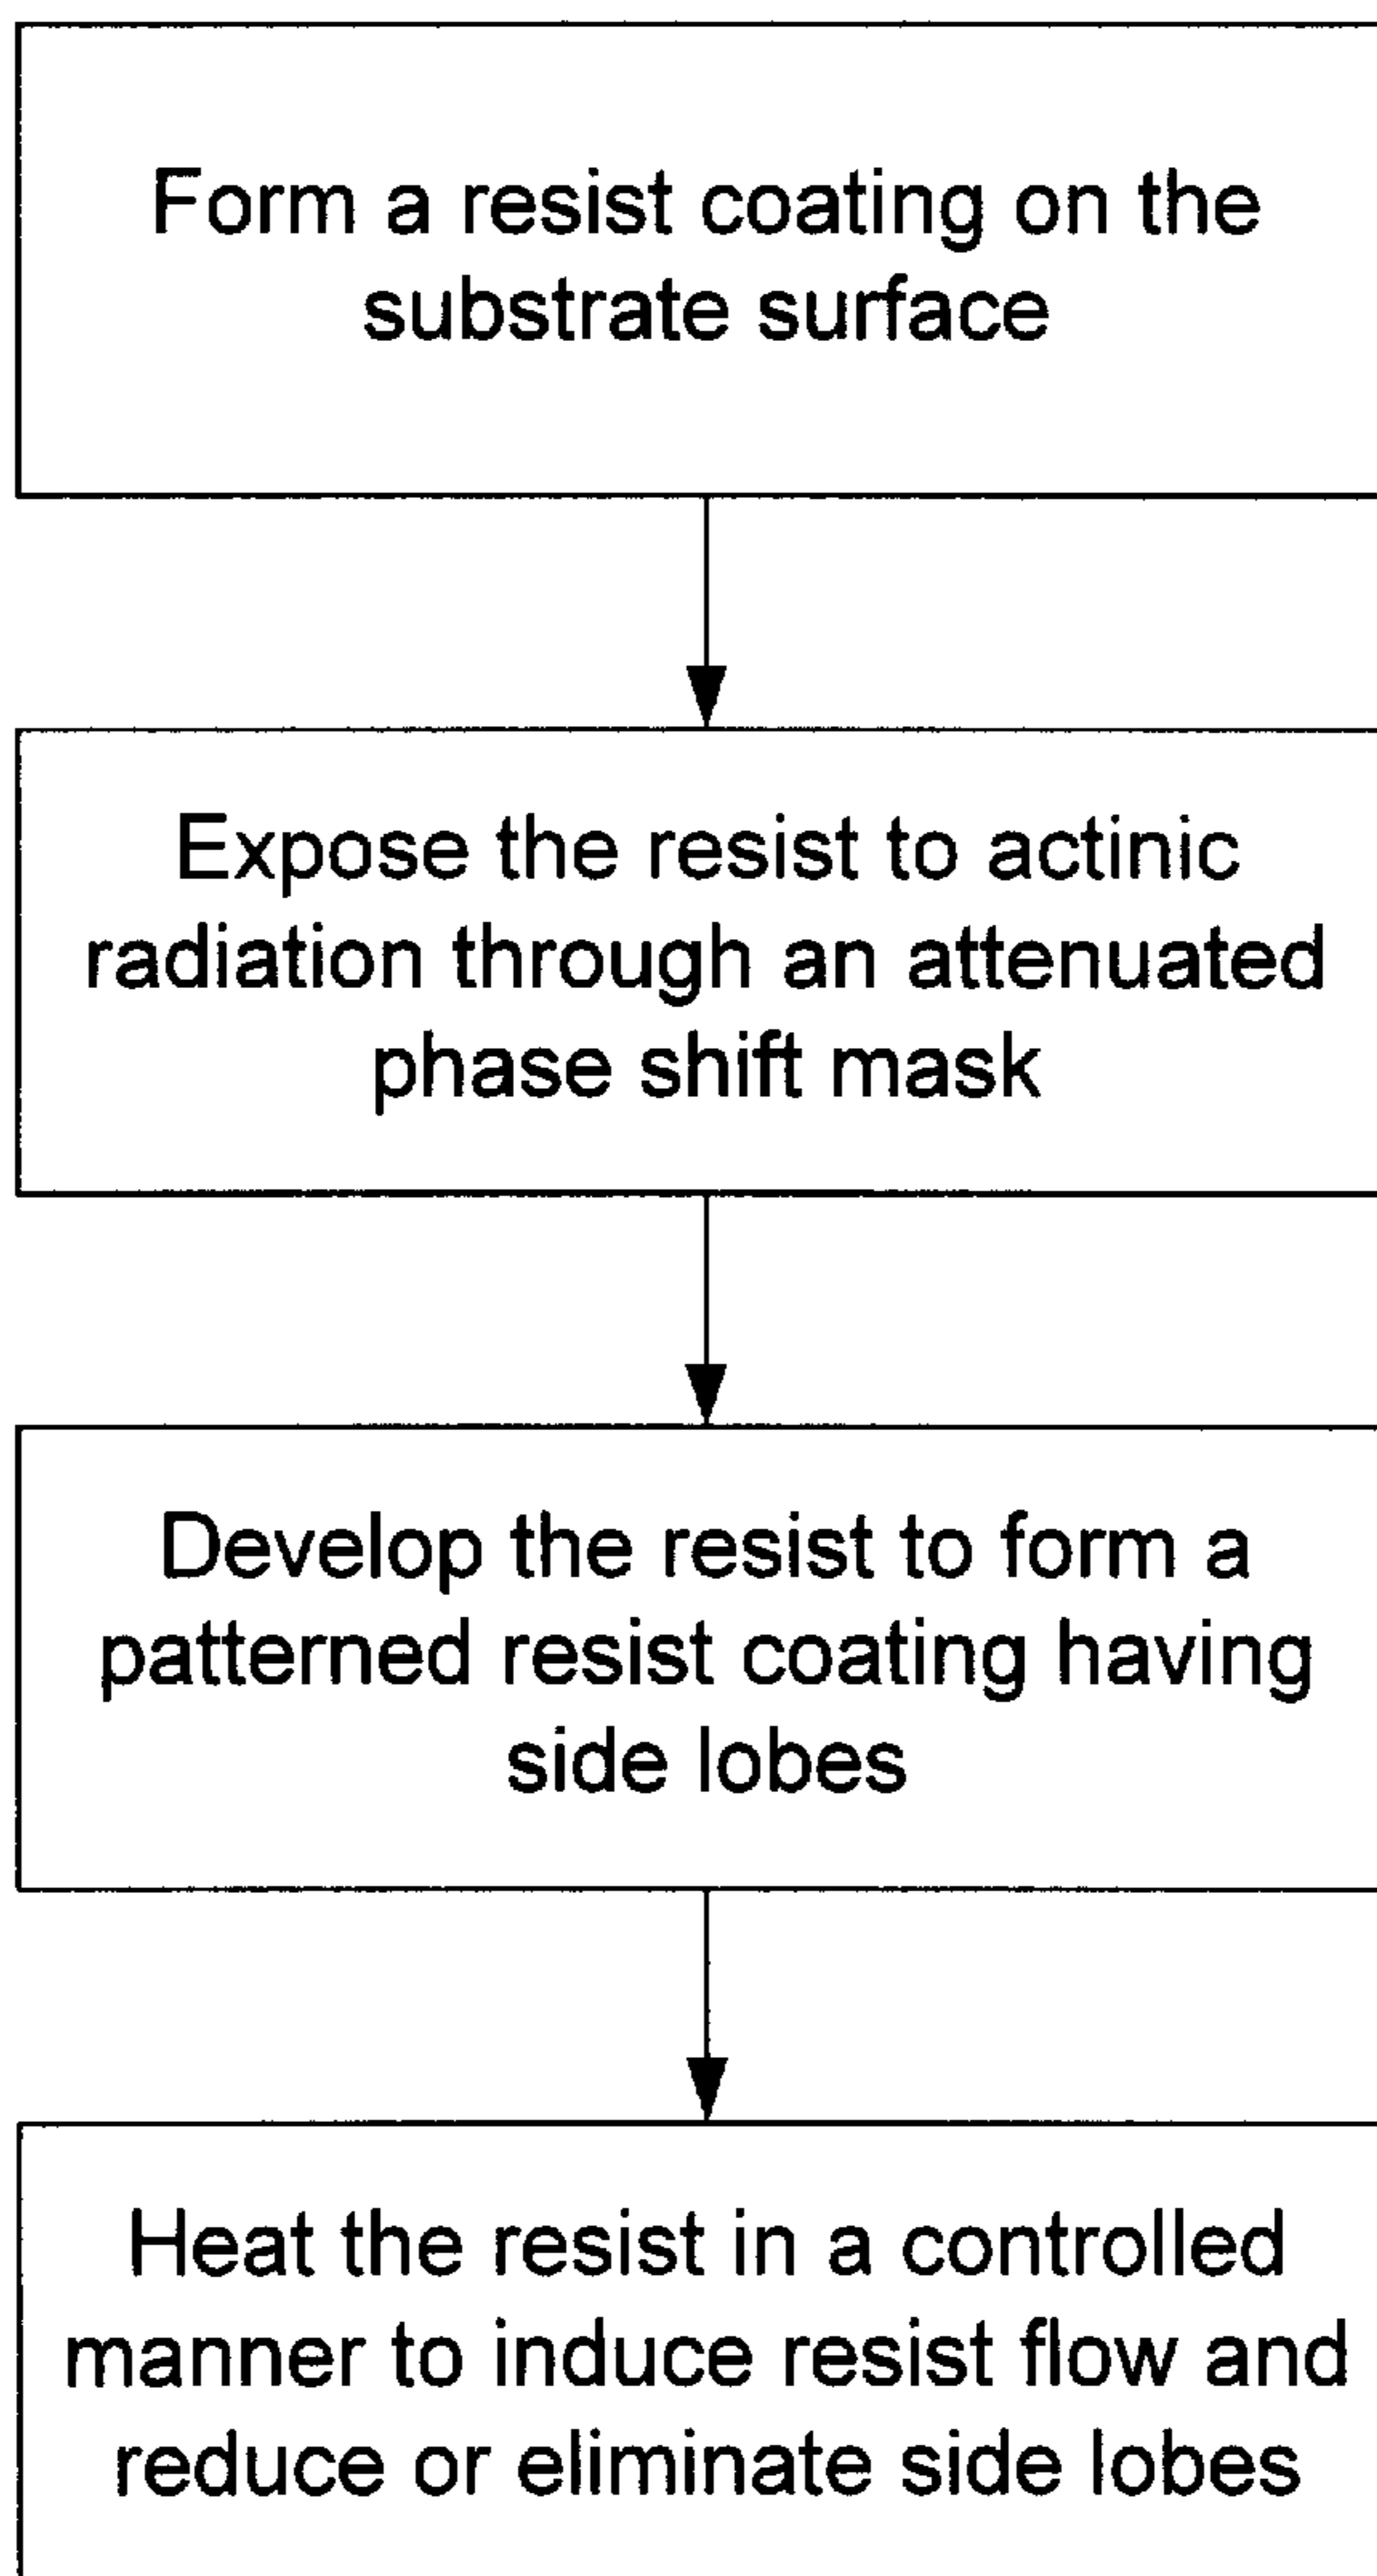 Form a resist coating on the
substrate surface
Expose the resist to actinic
radiation through an attenuated
phase shift mask
Develop the resist to form a
patterned resist coating having
side lobes
Heat the resist in a controlled
manner to induce resist flow and
reduce or eliminate side lobes